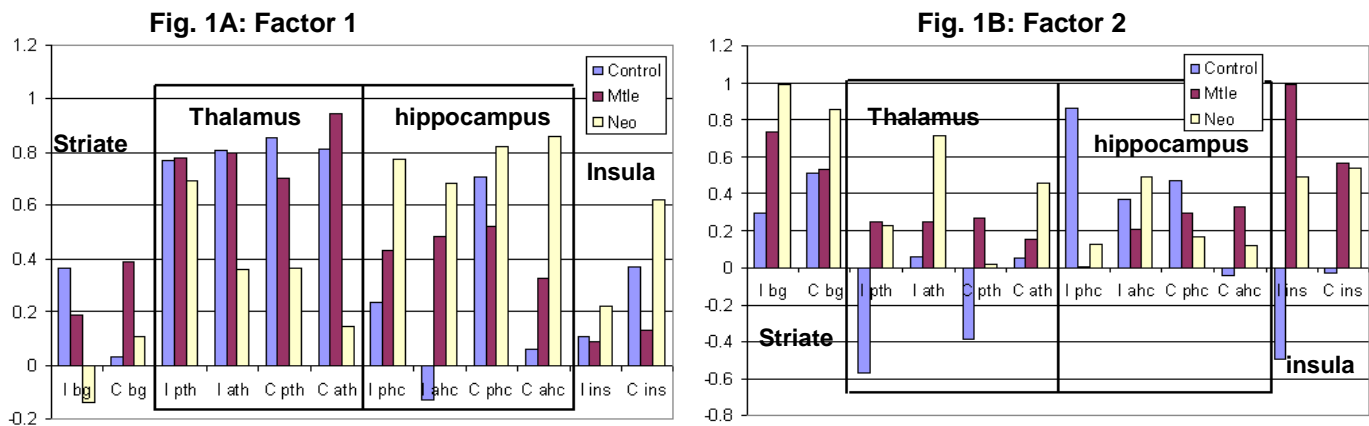 Fig. 1A: Factor 1
1.2
1
0.8
0.6
0.4
0.2
0
-0.2
Control
Mtle
Neo
Striate
Thalamus
hippocampus
Insula
I bg C bg I pth I ath C pth C ath I phc I ahc C phc C ahc I ins C ins
Fig. 1B: Factor 2
1.2
1
0.8
0.6
0.4
0.2
0
-0.2
-0.4
-0.6
-0.8
Control
Mtle
Neo
Thalamus
hippocampus
I bg C bg I pth I ath C pth C ath I phc I ahc C phc C ahc I ins C ins
Striate
insula